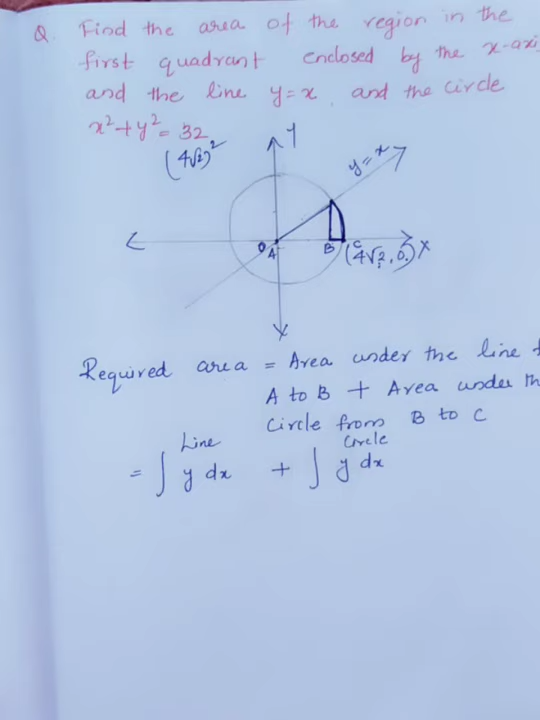 Q. Find the area of the region in the
first quadrant enclosed by the x-axis
and the line y=x and the circle
x²+y²= 32
(4√2)²
Y
y=x
O
A
B
C
(4√2, 0)
X
Required area = Area under the line
A to B + Area under the
Circle from B to C
Line Circle
= ∫ y dx + ∫ y dx